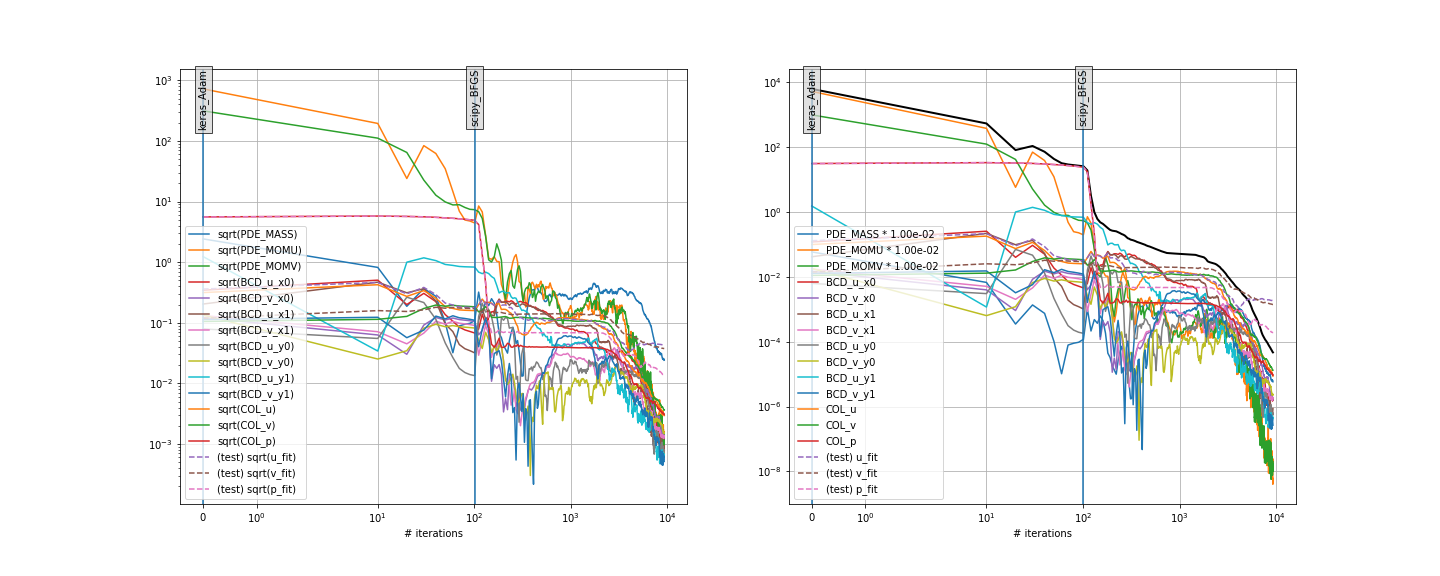 keras_Adam
scipy_BFGS
10³
10²
10¹
10⁰
10⁻¹
10⁻²
10⁻³
sqrt(PDE_MASS)
sqrt(PDE_MOMU)
sqrt(PDE_MOMV)
sqrt(BCD_u_x0)
sqrt(BCD_v_x0)
sqrt(BCD_u_x1)
sqrt(BCD_v_x1)
sqrt(BCD_u_y0)
sqrt(BCD_v_y0)
sqrt(BCD_u_y1)
sqrt(BCD_v_y1)
sqrt(COL_u)
sqrt(COL_v)
sqrt(COL_p)
(test) sqrt(u_fit)
(test) sqrt(v_fit)
(test) sqrt(p_fit)
0 10⁰ 10¹ 10² 10³ 10⁴
# iterations
keras_Adam
scipy_BFGS
10⁴
10²
10⁰
10⁻²
10⁻⁴
10⁻⁶
10⁻⁸
PDE_MASS * 1.00e-02
PDE_MOMU * 1.00e-02
PDE_MOMV * 1.00e-02
BCD_u_x0
BCD_v_x0
BCD_u_x1
BCD_v_x1
BCD_u_y0
BCD_v_y0
BCD_u_y1
BCD_v_y1
COL_u
COL_v
COL_p
(test) u_fit
(test) v_fit
(test) p_fit
0 10⁰ 10¹ 10² 10³ 10⁴
# iterations